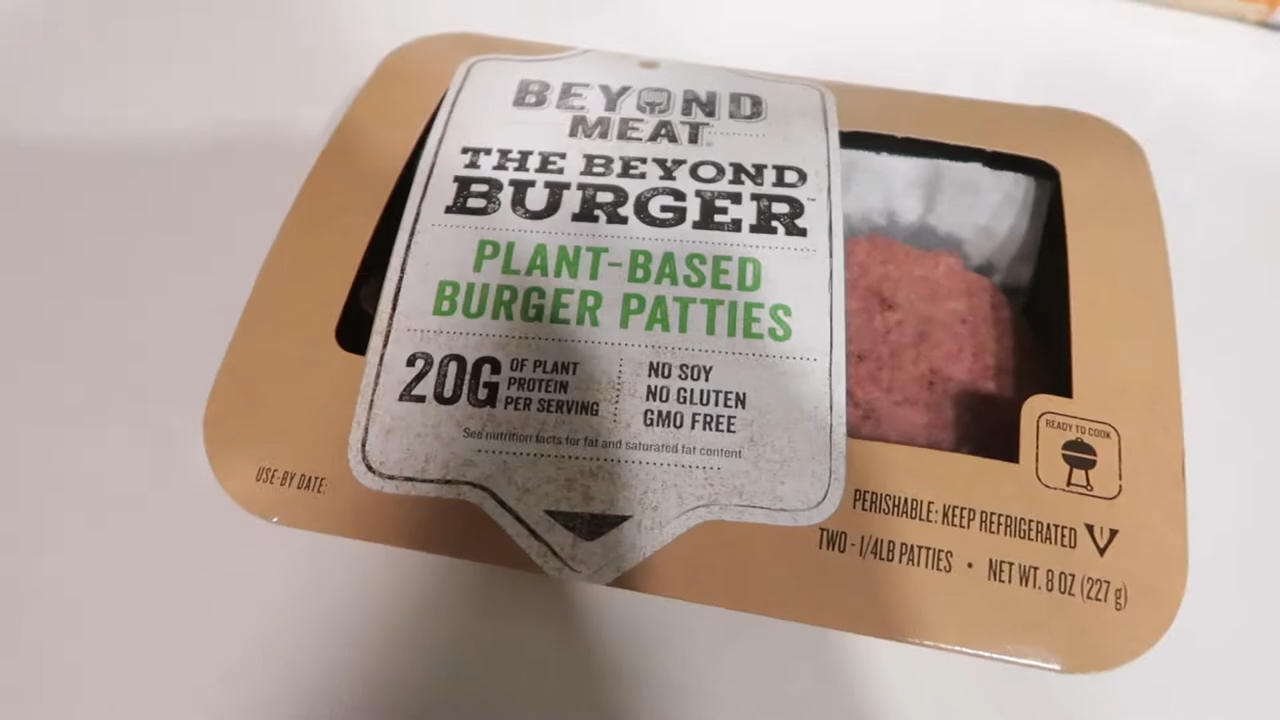 BEYOND
MEAT
THE BEYOND
BURGER™
PLANT-BASED
BURGER PATTIES
20G OF PLANT
PROTEIN
PER SERVING
NO SOY
NO GLUTEN
GMO FREE
See nutrition facts for fat and saturated fat content
READY TO COOK
USE-BY DATE:
PERISHABLE: KEEP REFRIGERATED V
TWO - 1/4LB PATTIES • NET WT. 8 OZ (227 g)